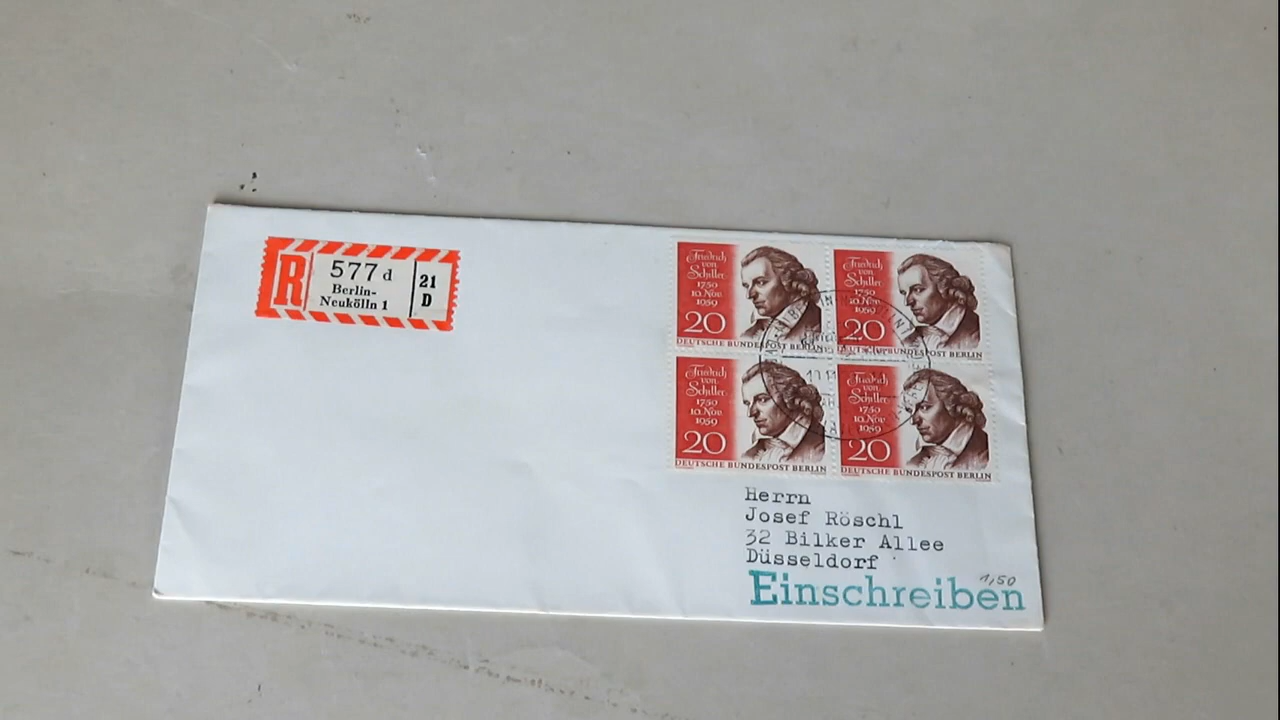 R
577 d
Berlin-
Neukölln 1
21
D
Friedrich
von
Schiller
1759
10. Nov.
1959
20
DEUTSCHE BUNDESPOST BERLIN
Friedrich
von
Schiller
1759
10. Nov.
1959
20
DEUTSCHE BUNDESPOST BERLIN
Friedrich
von
Schiller
1759
10. Nov.
1959
20
DEUTSCHE BUNDESPOST BERLIN
Friedrich
von
Schiller
1759
10. Nov.
1959
20
DEUTSCHE BUNDESPOST BERLIN
Herrn
Josef Röschl
32 Bilker Allee
Düsseldorf
1,50
Einschreiben